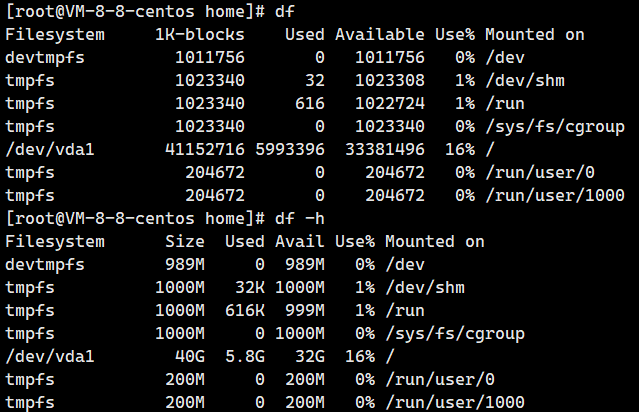 [root@VM-8-8-centos home]# df
Filesystem     1K-blocks    Used Available Use% Mounted on
devtmpfs         1011756       0   1011756   0% /dev
tmpfs            1023340      32   1023308   1% /dev/shm
tmpfs            1023340     616   1022724   1% /run
tmpfs            1023340       0   1023340   0% /sys/fs/cgroup
/dev/vda1       41152716 5993396  33381496  16% /
tmpfs             204672       0    204672   0% /run/user/0
tmpfs             204672       0    204672   0% /run/user/1000
[root@VM-8-8-centos home]# df -h
Filesystem      Size  Used Avail Use% Mounted on
devtmpfs        989M     0  989M   0% /dev
tmpfs          1000M   32K 1000M   1% /dev/shm
tmpfs          1000M  616K  999M   1% /run
tmpfs          1000M     0 1000M   0% /sys/fs/cgroup
/dev/vda1        40G  5.8G   32G  16% /
tmpfs           200M     0  200M   0% /run/user/0
tmpfs           200M     0  200M   0% /run/user/1000